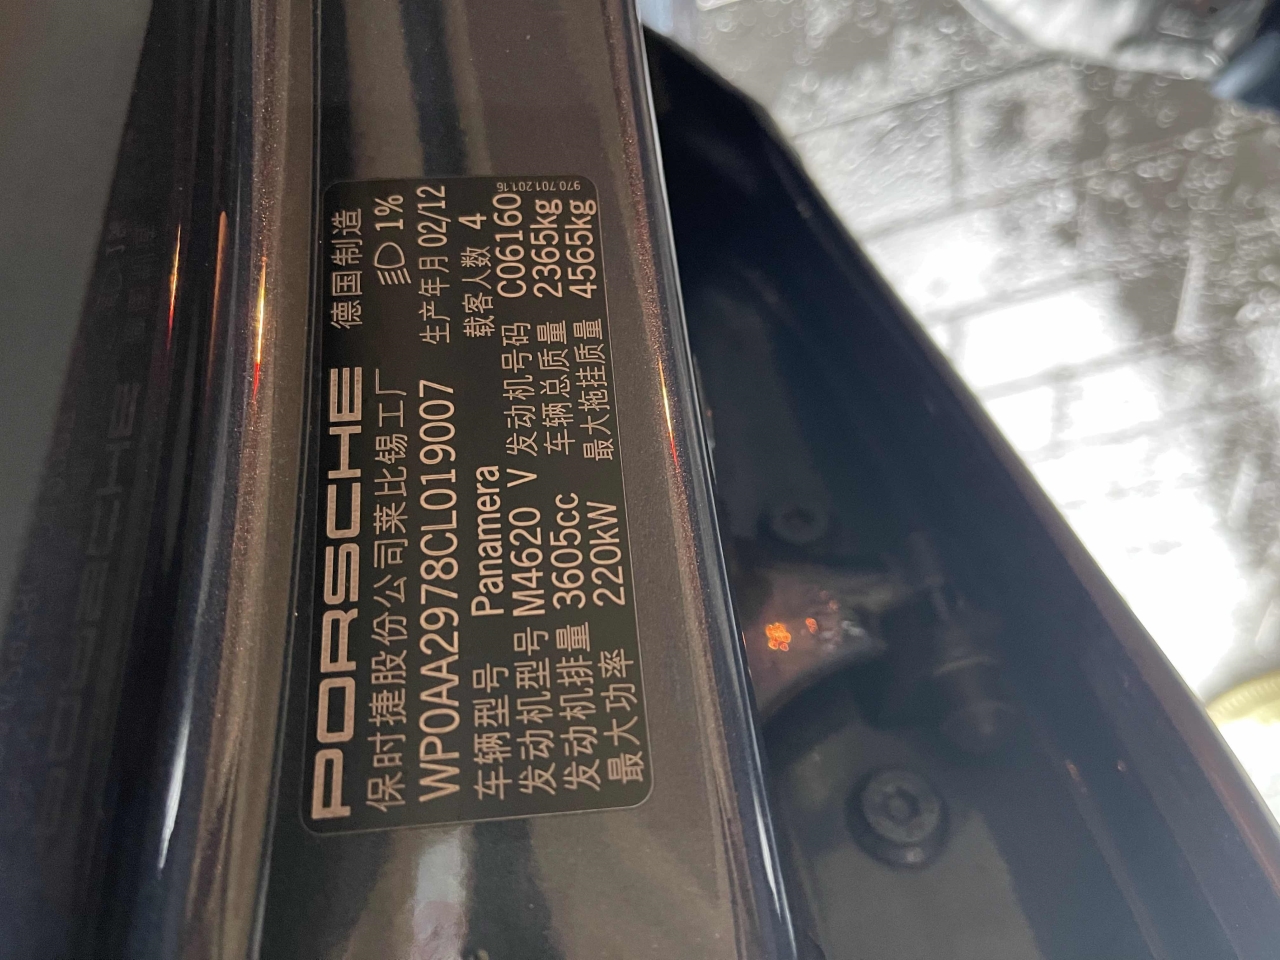 PORSCHE 德国制造
保时捷股份公司莱比锡工厂 1%
WP0AA2978CL019007 生产年月 02/12
车辆型号 Panamera 载客人数 4
发动机型号 M4620 V 发动机号码 C06160
发动机排量 3605cc 车辆总质量 2365kg
最大功率 220kW 最大拖挂质量 4565kg
970.701.201.16